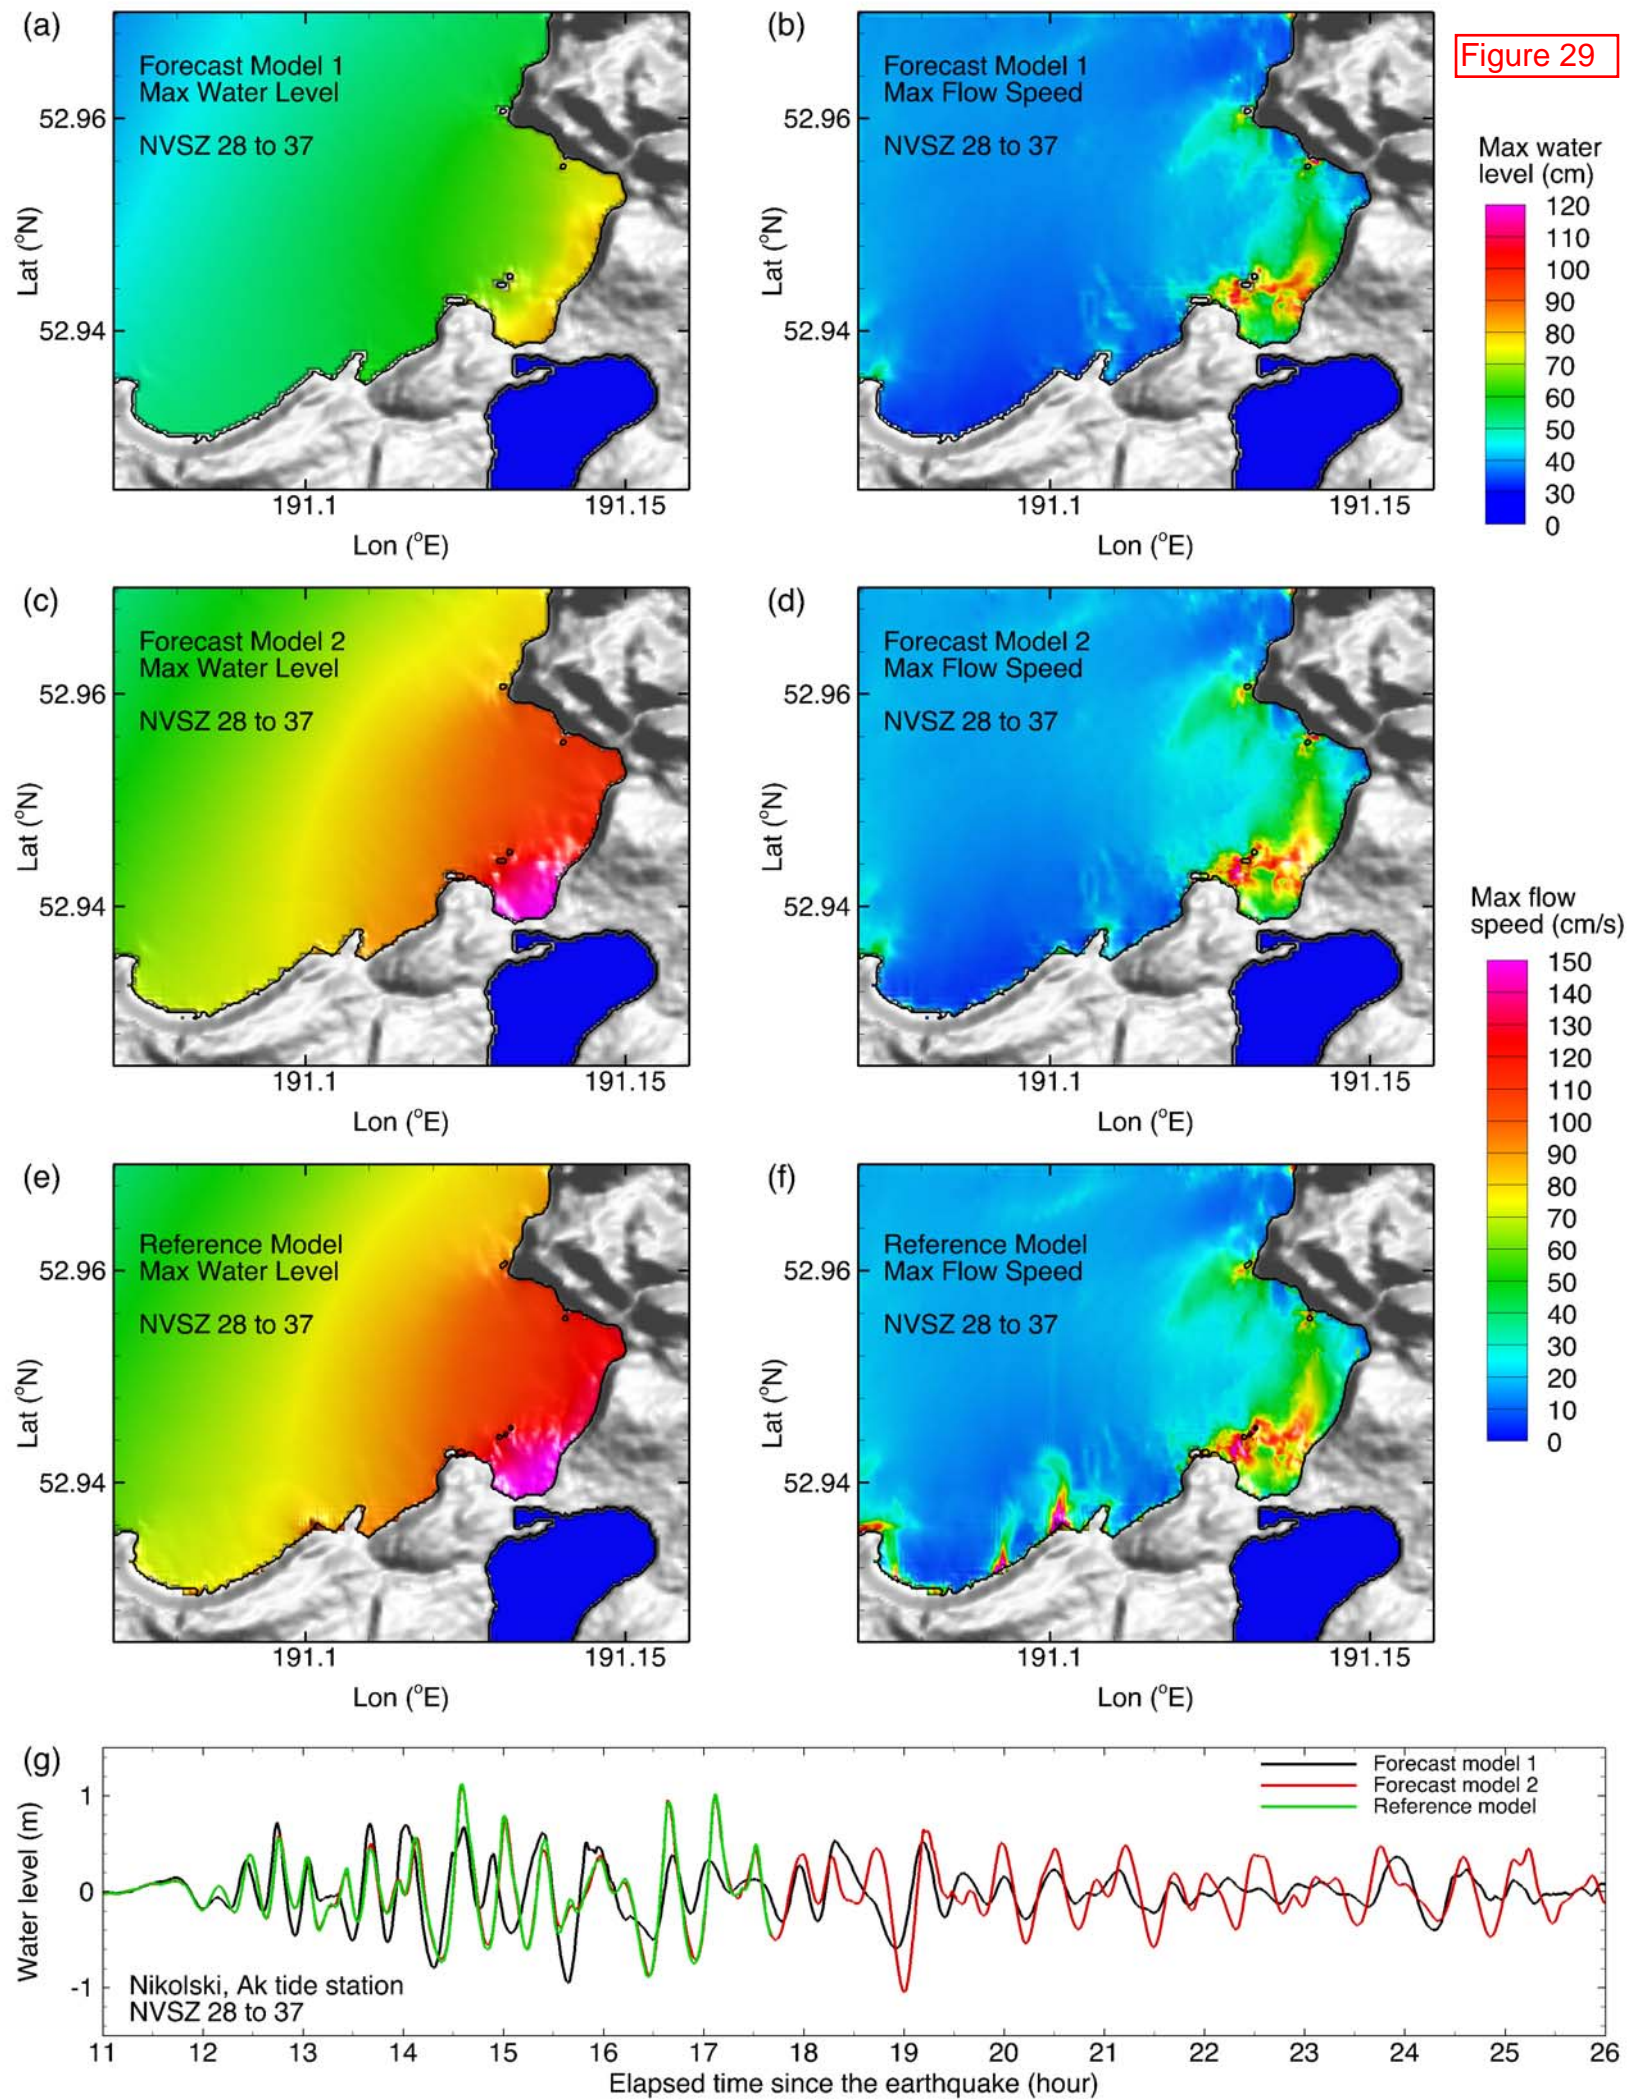 (a)
Forecast Model 1
Max Water Level
NVSZ 28 to 37
52.96
52.94
Lat (°N)
191.1
191.15
Lon (°E)
(b)
Forecast Model 1
Max Flow Speed
NVSZ 28 to 37
52.96
52.94
Lat (°N)
191.1
191.15
Lon (°E)
Figure 29
Max water
level (cm)
120
110
100
90
80
70
60
50
40
30
0
(c)
Forecast Model 2
Max Water Level
NVSZ 28 to 37
52.96
52.94
Lat (°N)
191.1
191.15
Lon (°E)
(d)
Forecast Model 2
Max Flow Speed
NVSZ 28 to 37
52.96
52.94
Lat (°N)
191.1
191.15
Lon (°E)
Max flow
speed (cm/s)
150
140
130
120
110
100
90
80
70
60
50
40
30
20
10
0
(e)
Reference Model
Max Water Level
NVSZ 28 to 37
52.96
52.94
Lat (°N)
191.1
191.15
Lon (°E)
(f)
Reference Model
Max Flow Speed
NVSZ 28 to 37
52.96
52.94
Lat (°N)
191.1
191.15
Lon (°E)
(g)
Forecast model 1
Forecast model 2
Reference model
1
0
-1
Water level (m)
Nikolski, Ak tide station
NVSZ 28 to 37
11 12 13 14 15 16 17 18 19 20 21 22 23 24 25 26
Elapsed time since the earthquake (hour)